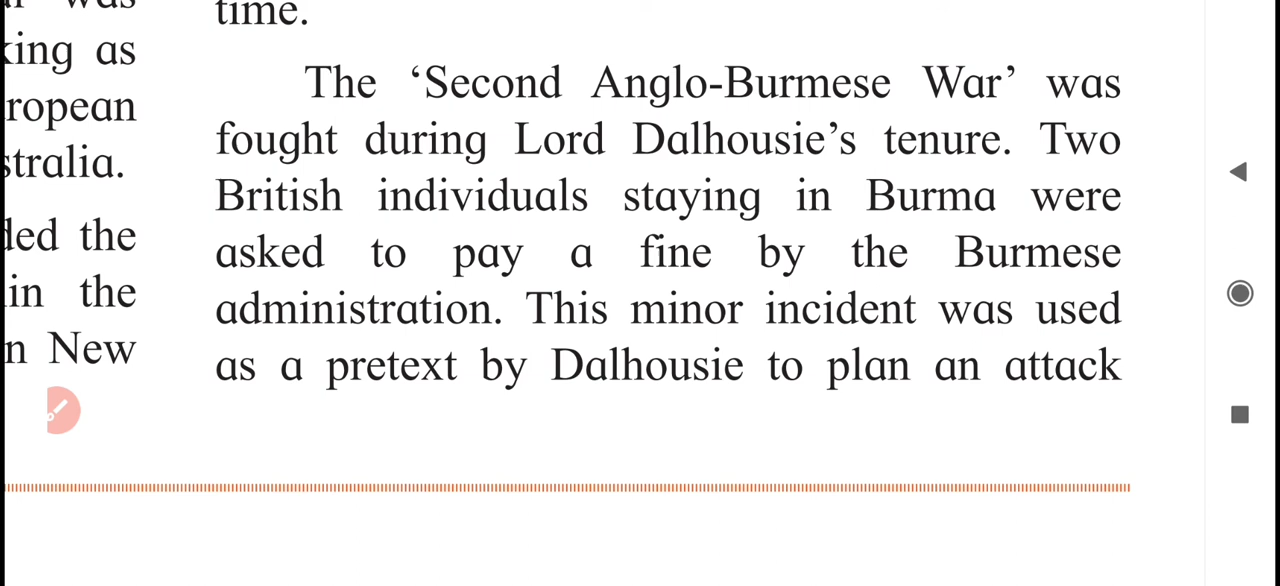 king as
ropean
stralia.
the
in the
New
time.
The ‘Second Anglo-Burmese War’ was
fought during Lord Dalhousie’s tenure. Two
British individuals staying in Burma were
asked to pay a fine by the Burmese
administration. This minor incident was used
as a pretext by Dalhousie to plan an attack